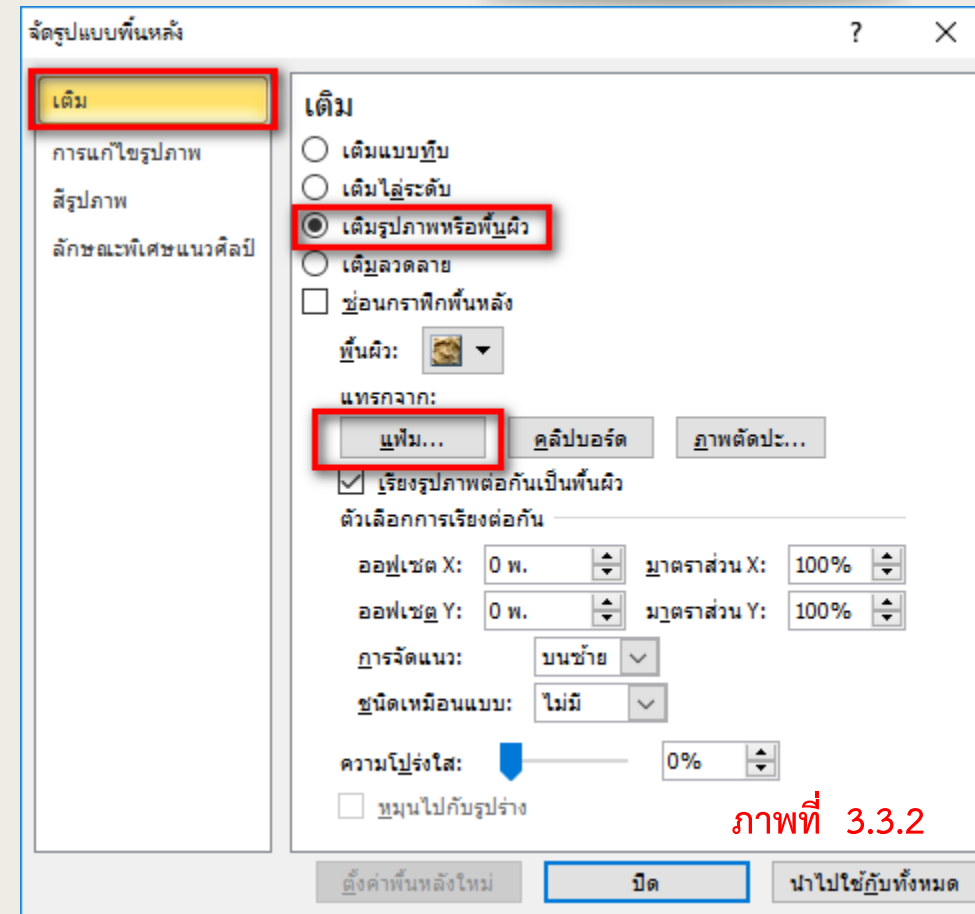 จัดรูปแบบพื้นหลัง ?
เติม
การแก้ไขรูปภาพ
สีรูปภาพ
ลักษณะพิเศษแนวศิลป์
เติม
เติมแบบทึบ
เติมไล่ระดับ
เติมรูปภาพหรือพื้นผิว
เติมลวดลาย
ซ่อนกราฟิกพื้นหลัง
พื้นผิว:
แทรกจาก:
แฟ้ม... คลิปบอร์ด ภาพตัดปะ...
เรียงรูปภาพต่อกันเป็นพื้นผิว
ตัวเลือกการเรียงต่อกัน
ออฟเซต X: 0 พ. มาตราส่วน X: 100%
ออฟเซต Y: 0 พ. มาตราส่วน Y: 100%
การจัดแนว: บนซ้าย
ชนิดเหมือนแบบ: ไม่มี
ความโปร่งใส: 0%
หมุนไปกับรูปร่าง
ภาพที่ 3.3.2
ตั้งค่าพื้นหลังใหม่ ปิด นำไปใช้กับทั้งหมด